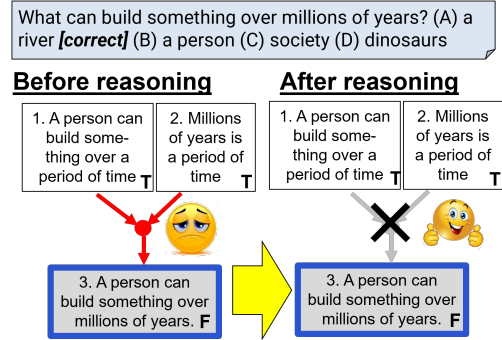 What can build something over millions of years? (A) a
river [correct] (B) a person (C) society (D) dinosaurs
Before reasoning
1. A person can
build some-
thing over a
period of time T
2. Millions
of years is
a period of
time T
3. A person can
build something over
millions of years. F
After reasoning
1. A person can
build some-
thing over a
period of time T
2. Millions
of years is
a period of
time T
3. A person can
build something over
millions of years. F